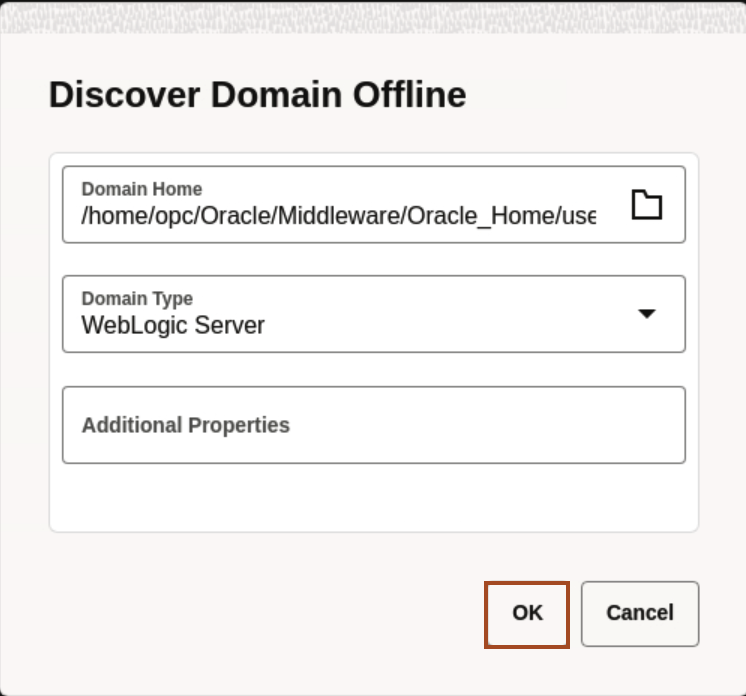 Discover Domain Offline
Domain Home
/home/opc/Oracle/Middleware/Oracle_Home/use
Domain Type
WebLogic Server
Additional Properties
OK Cancel